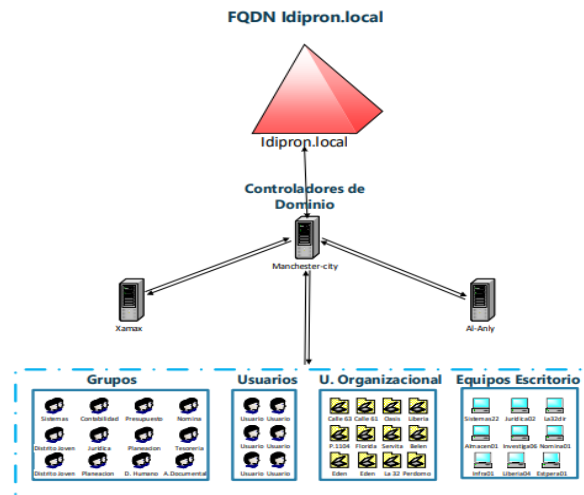 FQDN Idipron.local
Idipron.local
Controladores de
Dominio
Manchester-city
Xamax
Al-Anly
Grupos
Sistemas Contabilidad Presupuesto Nomina
Distrito Joven Juridica Planeacion Tesoreria
Distrito Joven Planeacion D. Humano A.Documental
Usuarios
Usuario Usuario
Usuario Usuario
Usuario Usuario
U. Organizacional
Calle 63 Calle 61 Oasis Liberia
P.1104 Florida Servita Belen
Eden Eden La 32 Perdomo
Equipos Escritorio
Sistemas22 Juridica02 La32dir
Almacen01 Investiga06 Nomina01
Infra01 Liberia04 Estpera01